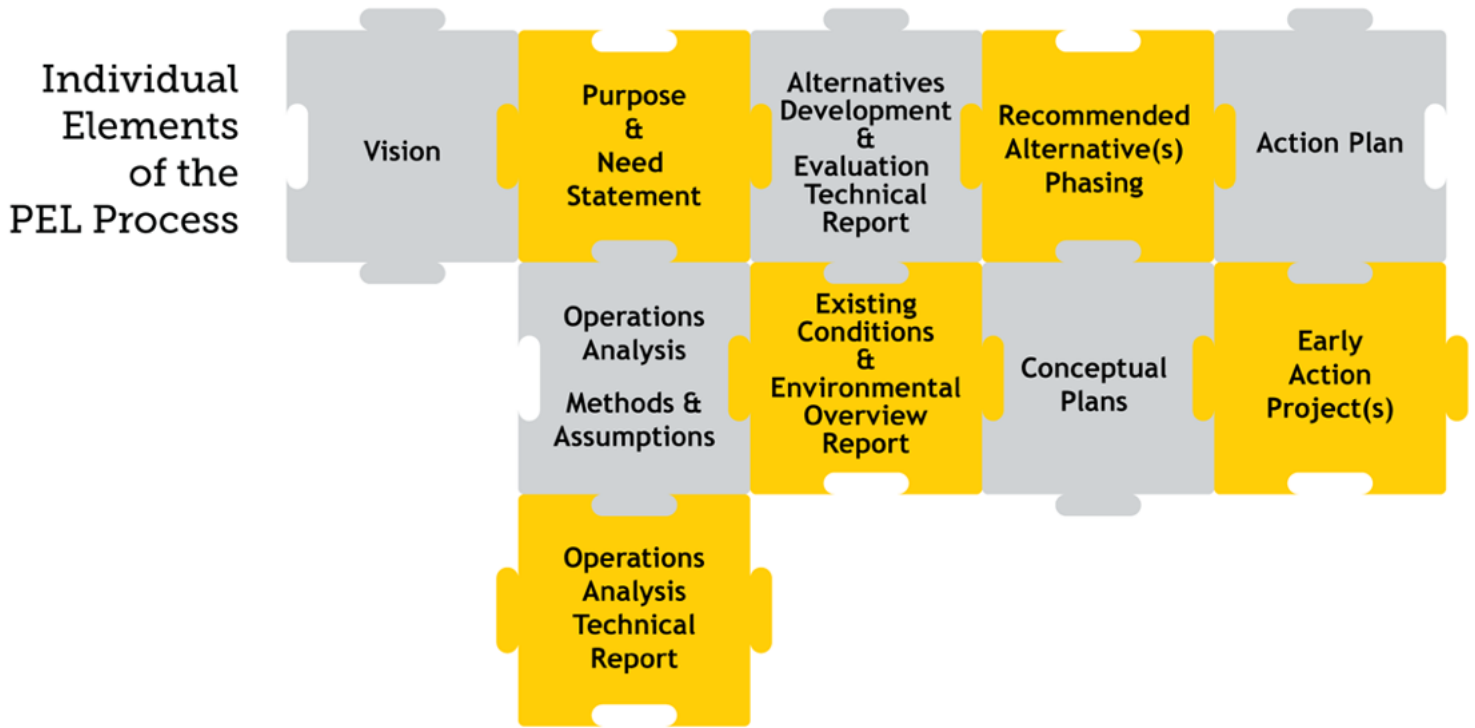 Individual
Elements
of the
PEL Process
Vision
Purpose
&
Need
Statement
Alternatives
Development
&
Evaluation
Technical
Report
Recommended
Alternative(s)
Phasing
Action Plan
Operations
Analysis
Methods &
Assumptions
Existing
Conditions
&
Environmental
Overview
Report
Conceptual
Plans
Early
Action
Project(s)
Operations
Analysis
Technical
Report